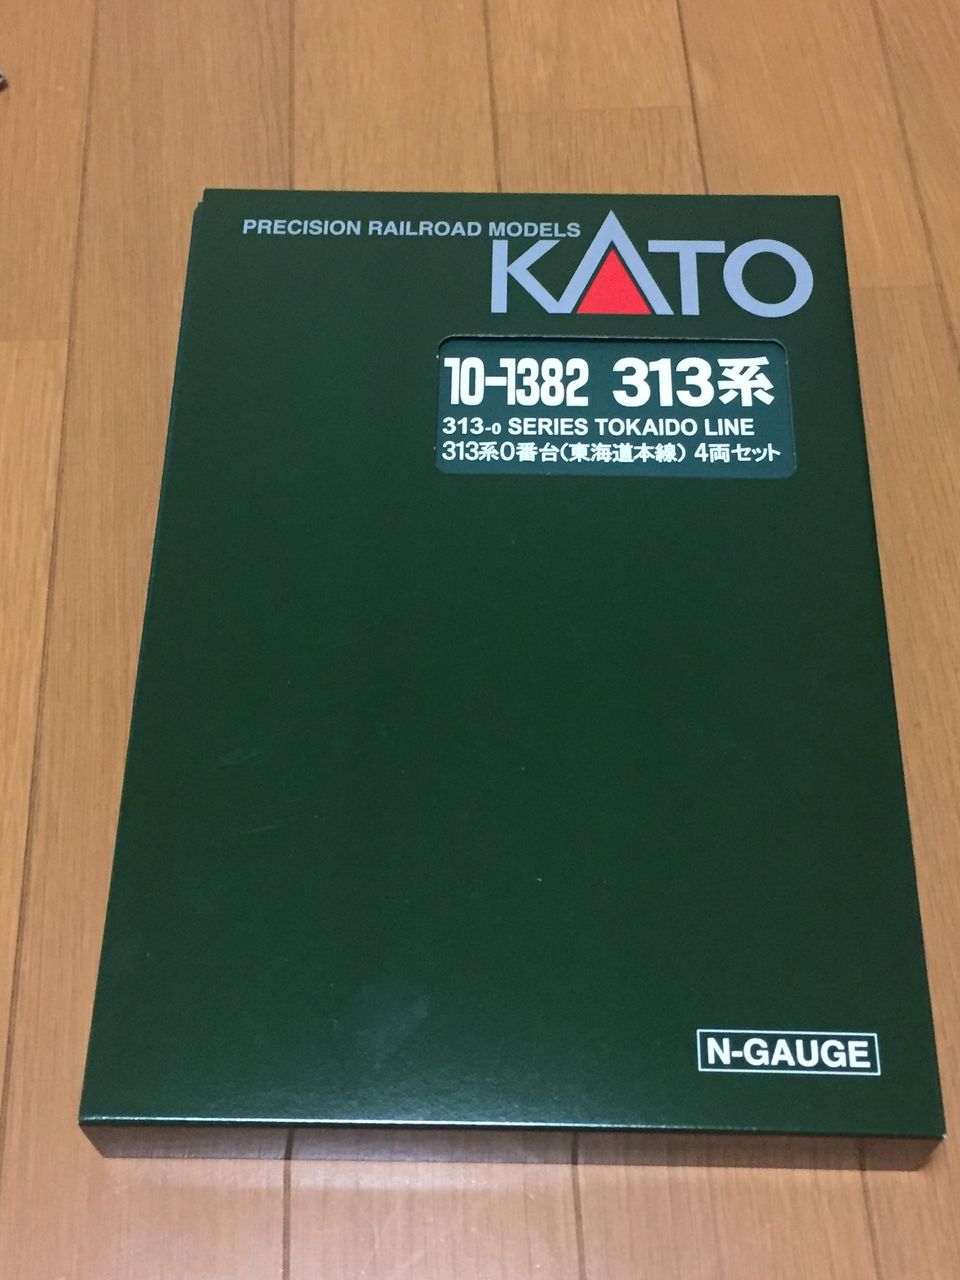 PRECISION RAILROAD MODELS
KATO
10-1382 313系
313-0 SERIES TOKAIDO LINE
313系0番台(東海道本線) 4両セット
N-GAUGE